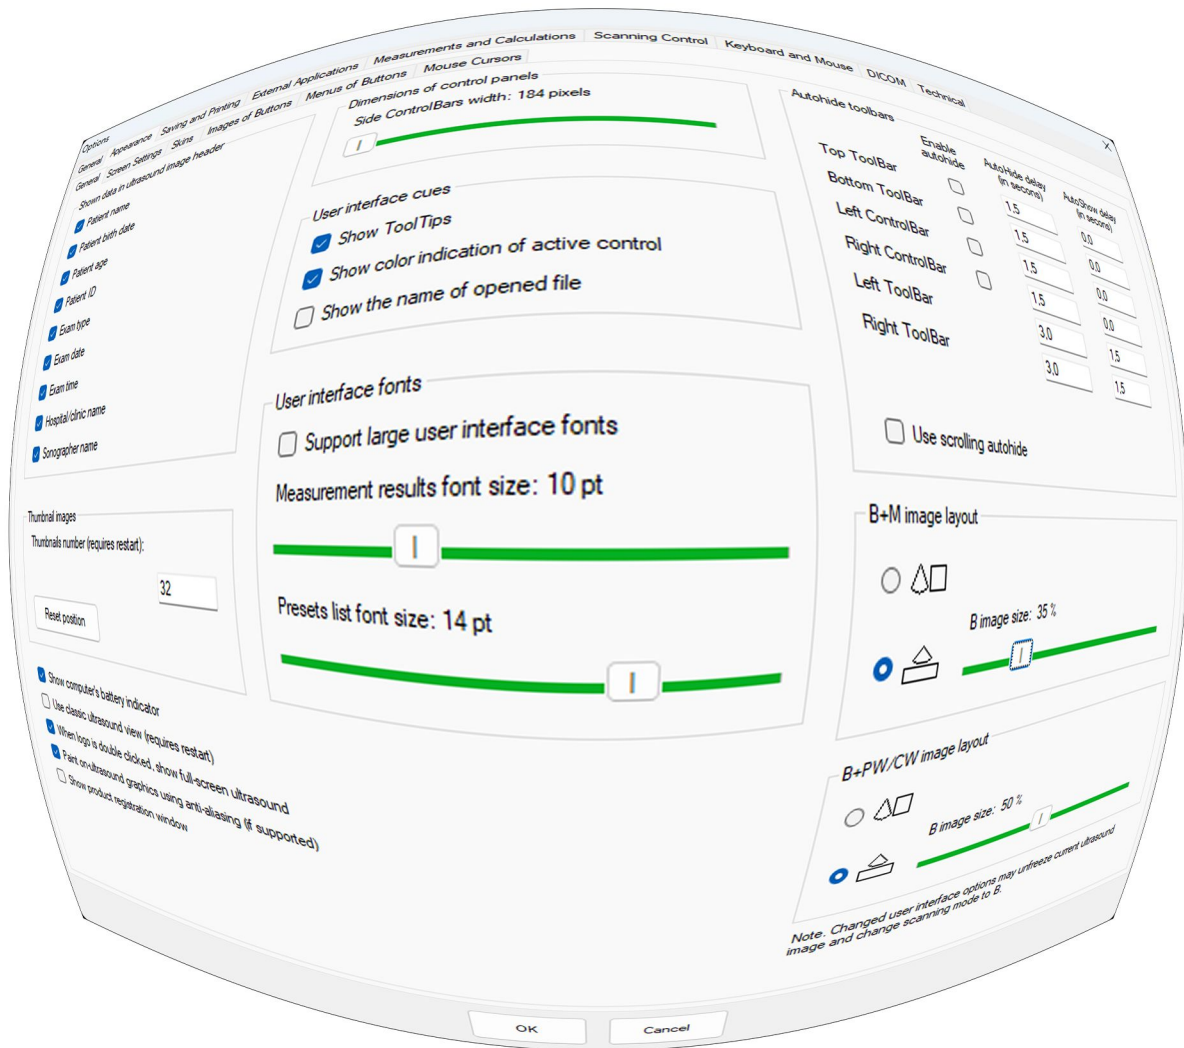 Options
X
General
Appearance
Saving and Printing
External Applications
Measurements and Calculations
Scanning Control
Keyboard and Mouse
DICOM
Technical
General
Screen Settings
Skins
Images of Buttons
Menus of Buttons
Mouse Cursors
Shown data in ultrasound image header
Patient name
Patient birth date
Patient age
Patient ID
Exam type
Exam date
Exam time
Hospital/clinic name
Sonographer name
Thumbnail images
Thumbnails number (requires restart):
32
Reset position
Show computer's battery indicator
Use classic ultrasound view (requires restart)
When logo is double clicked, show full-screen ultrasound
Paint on-ultrasound graphics using anti-aliasing (if supported)
Show product registration window
Dimensions of control panels
Side ControlBars width: 184 pixels
User interface cues
Show ToolTips
Show color indication of active control
Show the name of opened file
User interface fonts
Support large user interface fonts
Measurement results font size: 10 pt
Presets list font size: 14 pt
Autohide toolbars
Enable
autohide
AutoHide delay
(in secons)
AutoShow delay
(in secons)
Top ToolBar
1,5
0,0
Bottom ToolBar
1,5
0,0
Left ControlBar
1,5
0,0
Right ControlBar
1,5
0,0
Left ToolBar
3,0
1,5
Right ToolBar
3,0
1,5
Use scrolling autohide
B+M image layout
B image size: 35 %
B+PW/CW image layout
B image size: 50 %
Note. Changed user interface options may unfreeze current ultrasound
image and change scanning mode to B.
OK
Cancel